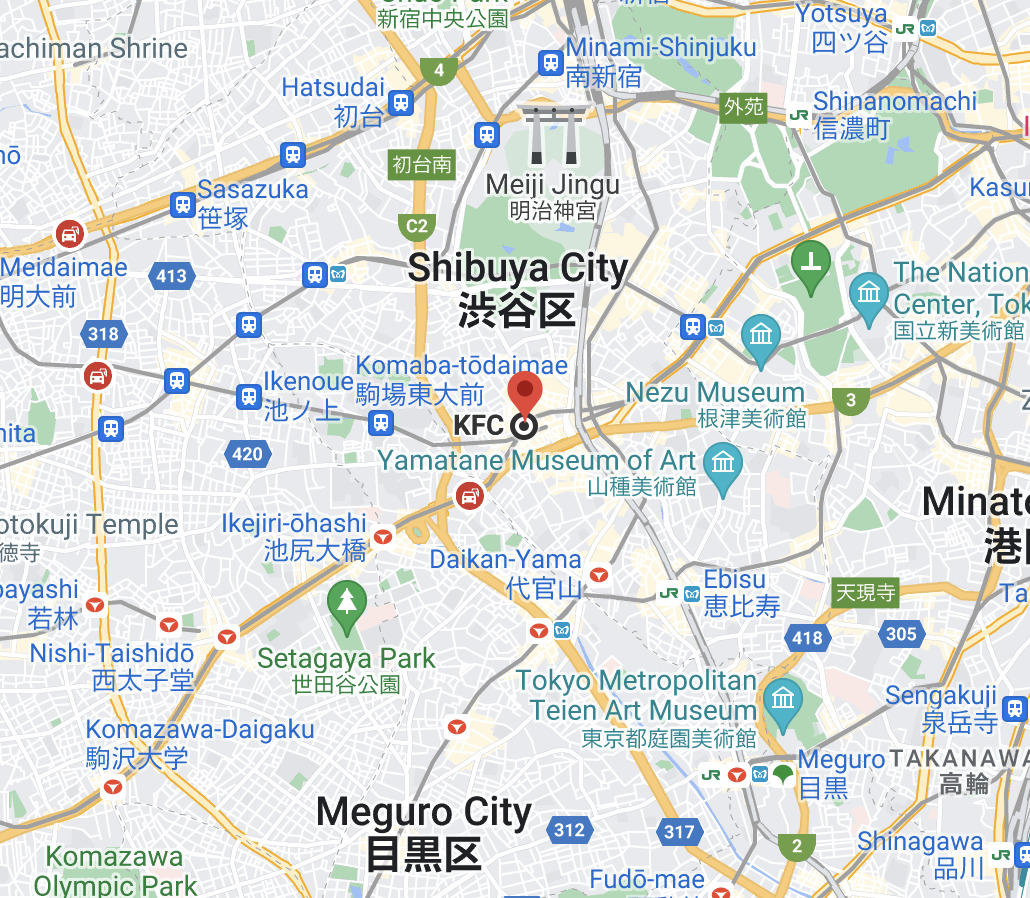 新宿中央公園
Yotsuya
四ツ谷
achiman Shrine
Minami-Shinjuku
南新宿
4
Hatsudai
初台
外苑
Shinanomachi
信濃町
初台南
Meiji Jingu
明治神宮
Sasazuka
笹塚
Kasu
C2
Meidaimae
明大前
413
Shibuya City
渋谷区
The Nation
Center, Tok
国立新美術館
318
Komaba-tōdaimae
駒場東大前
Ikenoue
池ノ上
Nezu Museum
根津美術館
3
KFC
ita
420
Yamatane Museum of Art
山種美術館
Minato
港
otokuji Temple
徳寺
Ikejiri-ōhashi
池尻大橋
Daikan-Yama
代官山
JR
Ebisu
恵比寿
天現寺
Ta
bayashi
若林
418
305
Nishi-Taishidō
西太子堂
Setagaya Park
世田谷公園
Tokyo Metropolitan
Teien Art Museum
東京都庭園美術館
Sengakuji
泉岳寺
Komazawa-Daigaku
駒沢大学
JR
Meguro
目黒
TAKANAWA
高輪
Meguro City
目黒区
312
317
2
Shinagawa
品川
JR
Komazawa
Olympic Park
Fudō-mae